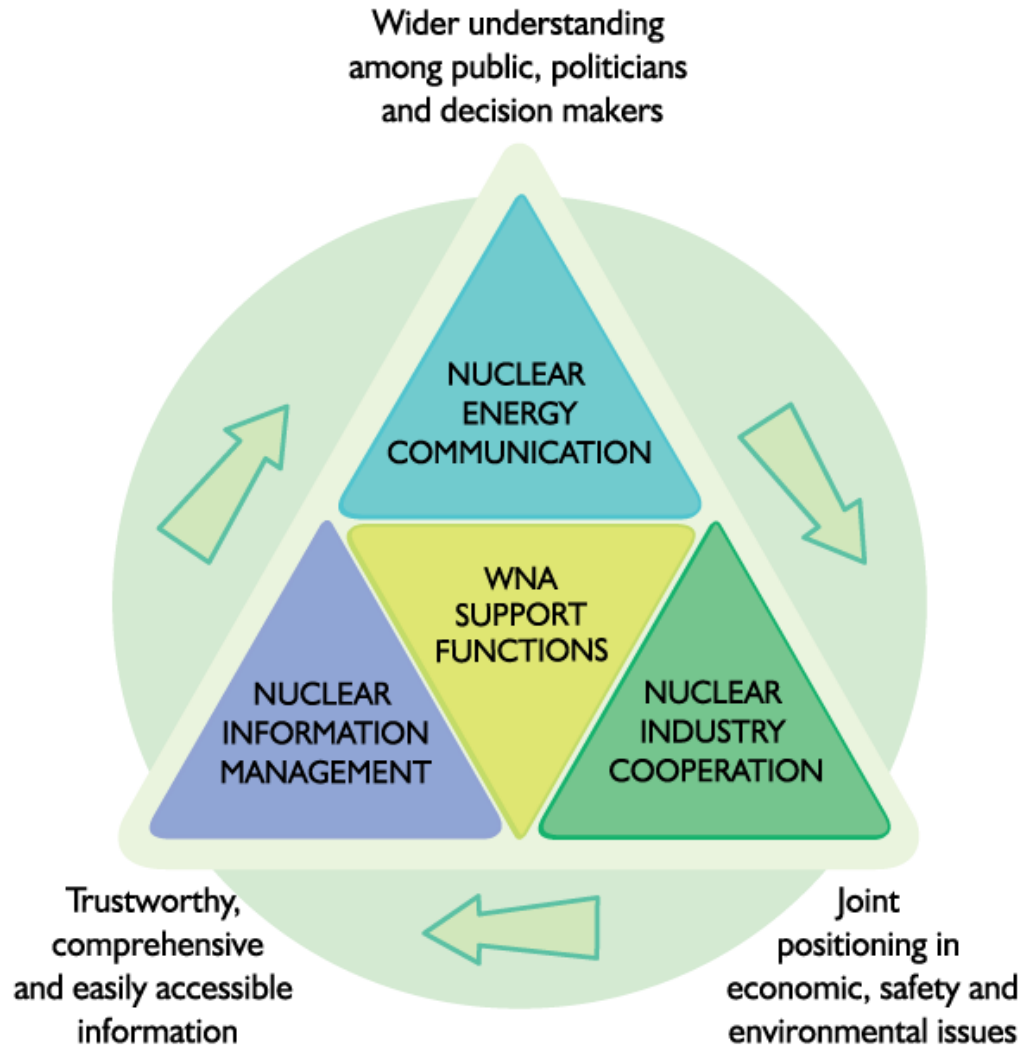 Wider understanding
among public, politicians
and decision makers
NUCLEAR
ENERGY
COMMUNICATION
WNA
SUPPORT
FUNCTIONS
NUCLEAR
INFORMATION
MANAGEMENT
NUCLEAR
INDUSTRY
COOPERATION
Trustworthy,
comprehensive
and easily accessible
information
Joint
positioning in
economic, safety and
environmental issues